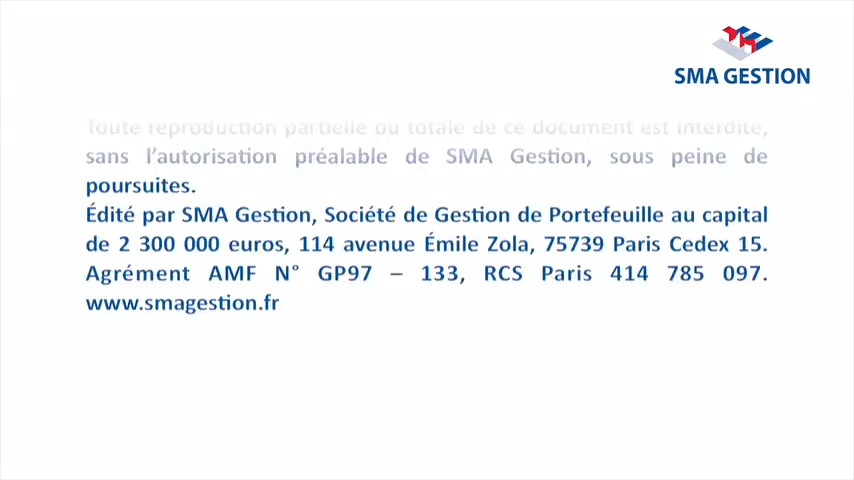 SMA GESTION
Toute reproduction partielle ou totale de ce document est interdite,
sans l’autorisation préalable de SMA Gestion, sous peine de
poursuites.
Édité par SMA Gestion, Société de Gestion de Portefeuille au capital
de 2 300 000 euros, 114 avenue Émile Zola, 75739 Paris Cedex 15.
Agrément AMF N° GP97 – 133, RCS Paris 414 785 097.
www.smagestion.fr